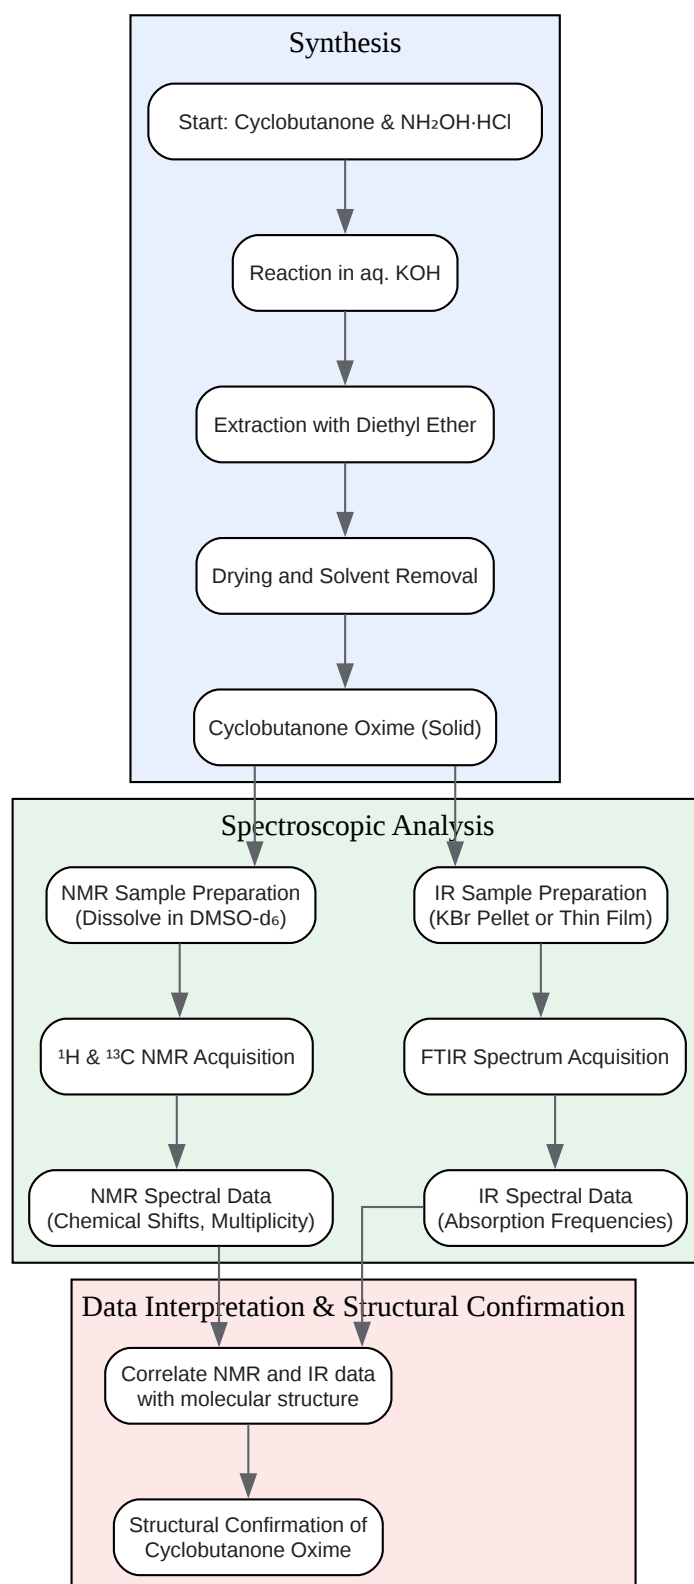 Synthesis
Start: Cyclobutanone & NH₂OH·HCl
Reaction in aq. KOH
Extraction with Diethyl Ether
Drying and Solvent Removal
Cyclobutanone Oxime (Solid)
Spectroscopic Analysis
NMR Sample Preparation
(Dissolve in DMSO-d₆)
IR Sample Preparation
(KBr Pellet or Thin Film)
¹H & ¹³C NMR Acquisition
FTIR Spectrum Acquisition
NMR Spectral Data
(Chemical Shifts, Multiplicity)
IR Spectral Data
(Absorption Frequencies)
Data Interpretation & Structural Confirmation
Correlate NMR and IR data
with molecular structure
Structural Confirmation of
Cyclobutanone Oxime